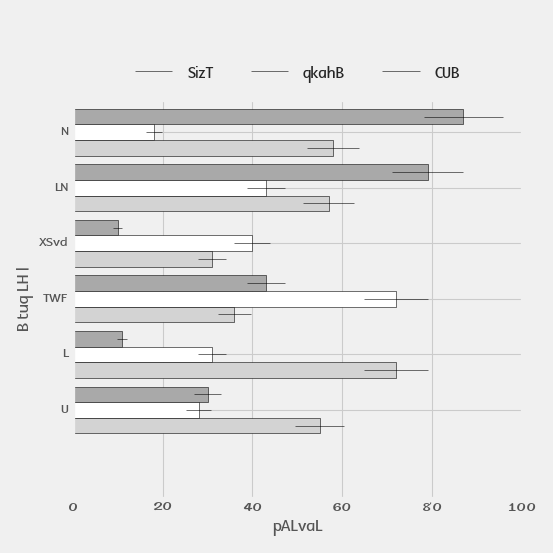 SizT qkahB CUB
N
LN
XSvd
TWF
L
U
B tuq LH l
0 20 40 60 80 100
pALvaL